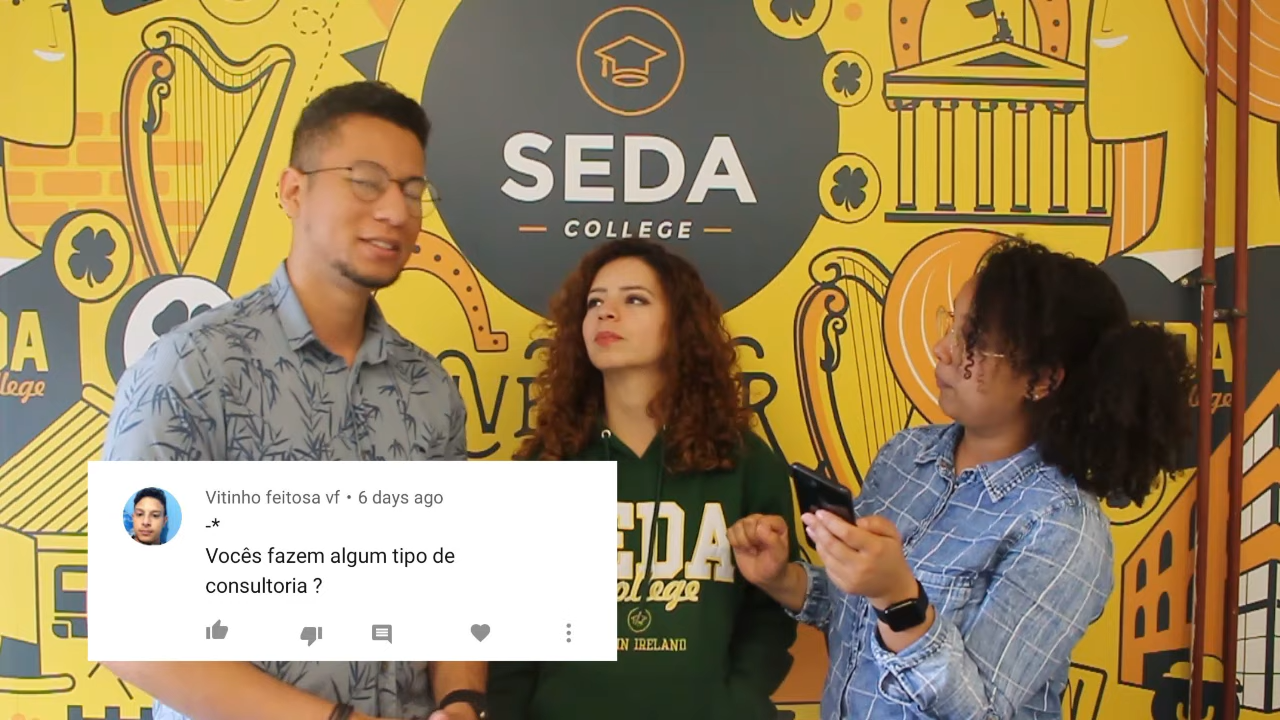 SEDA
COLLEGE
Vitinho feitosa vf • 6 days ago
-*
Vocês fazem algum tipo de
consultoria ?
EDA
ollege
IN IRELAND
DA
llege